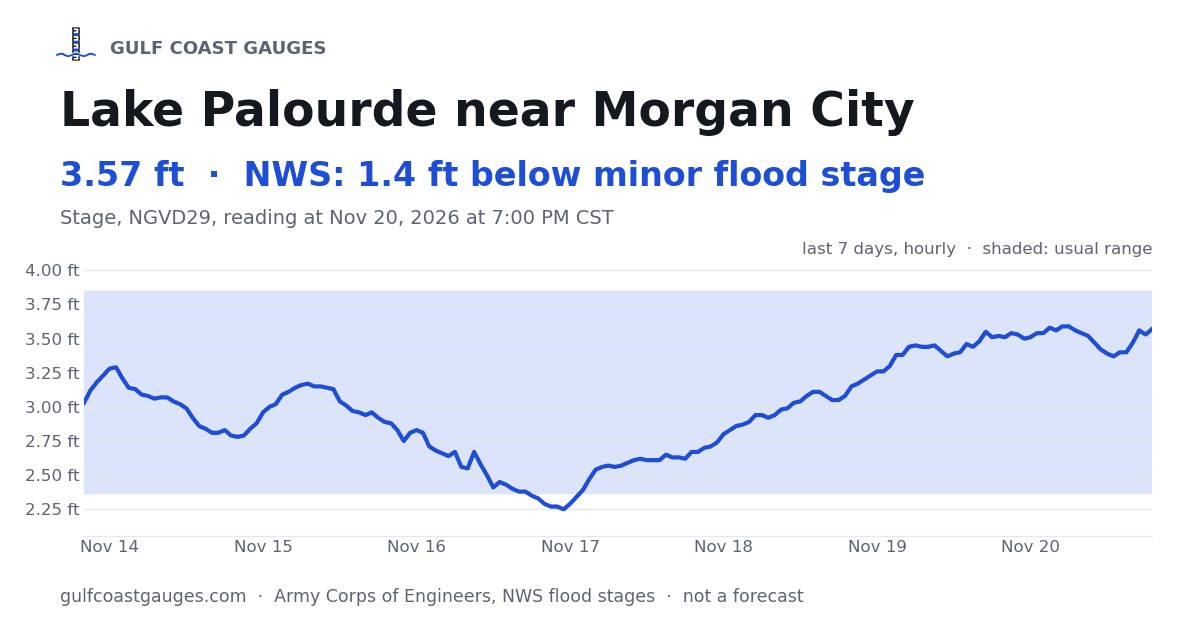 GULF COAST GAUGES
Lake Palourde near Morgan City
3.57 ft · NWS: 1.4 ft below minor flood stage
Stage, NGVD29, reading at Nov 20, 2026 at 7:00 PM CST
last 7 days, hourly · shaded: usual range
4.00 ft
3.75 ft
3.50 ft
3.25 ft
3.00 ft
2.75 ft
2.50 ft
2.25 ft
Nov 14 Nov 15 Nov 16 Nov 17 Nov 18 Nov 19 Nov 20
gulfcoastgauges.com · Army Corps of Engineers, NWS flood stages · not a forecast